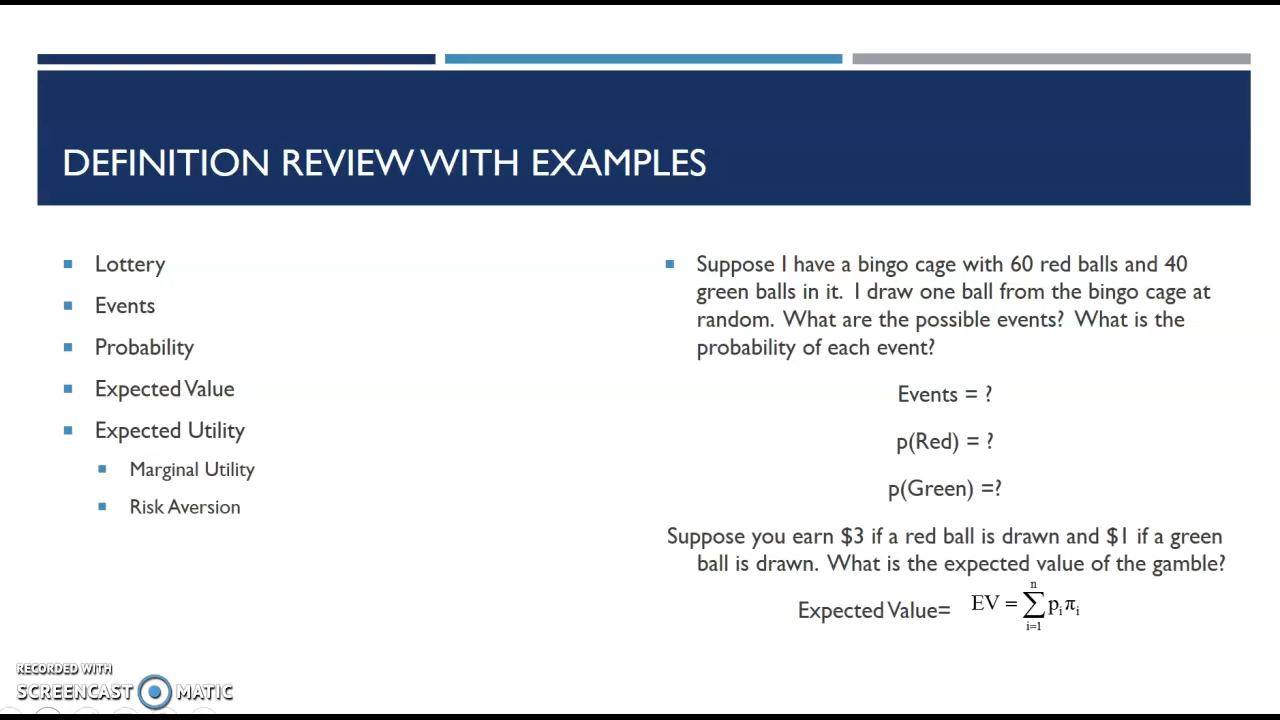 DEFINITION REVIEW WITH EXAMPLES
Lottery
Events
Probability
Expected Value
Expected Utility
Marginal Utility
Risk Aversion
Suppose I have a bingo cage with 60 red balls and 40
green balls in it. I draw one ball from the bingo cage at
random. What are the possible events? What is the
probability of each event?
Events = ?
p(Red) = ?
p(Green) =?
Suppose you earn $3 if a red ball is drawn and $1 if a green
ball is drawn. What is the expected value of the gamble?
Expected Value= EV = ∑ᵢ₌₁ⁿ pᵢπᵢ
RECORDED WITH
SCREENCAST MATIC